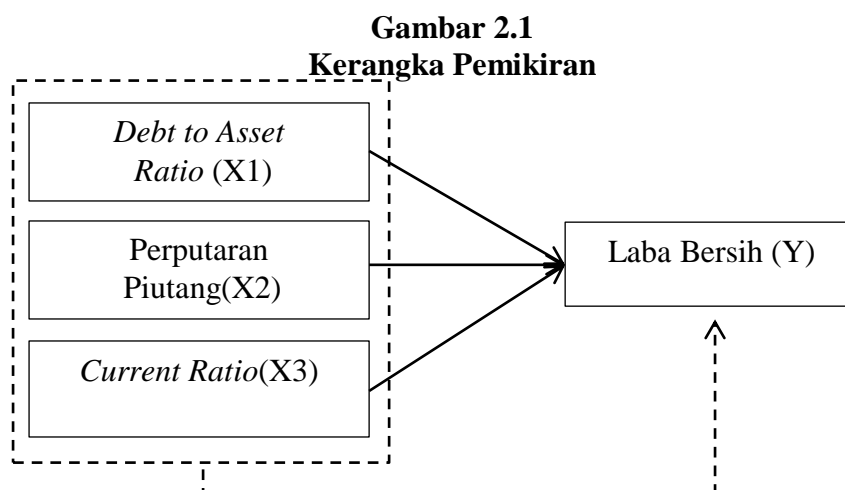 Gambar 2.1
Kerangka Pemikiran
Debt to Asset
Ratio (X1)
Perputaran
Piutang(X2)
Current Ratio(X3)
Laba Bersih (Y)